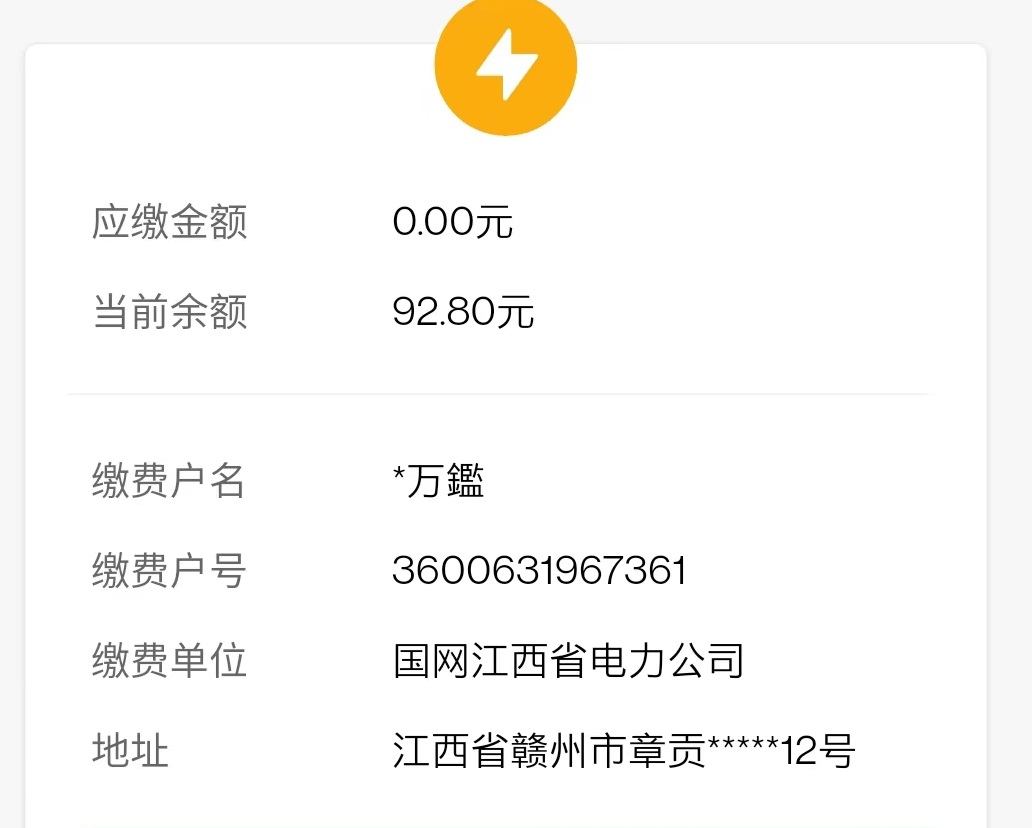 应缴金额 0.00元
当前余额 92.80元
缴费户名 *万鑑
缴费户号 3600631967361
缴费单位 国网江西省电力公司
地址 江西省赣州市章贡*****12号